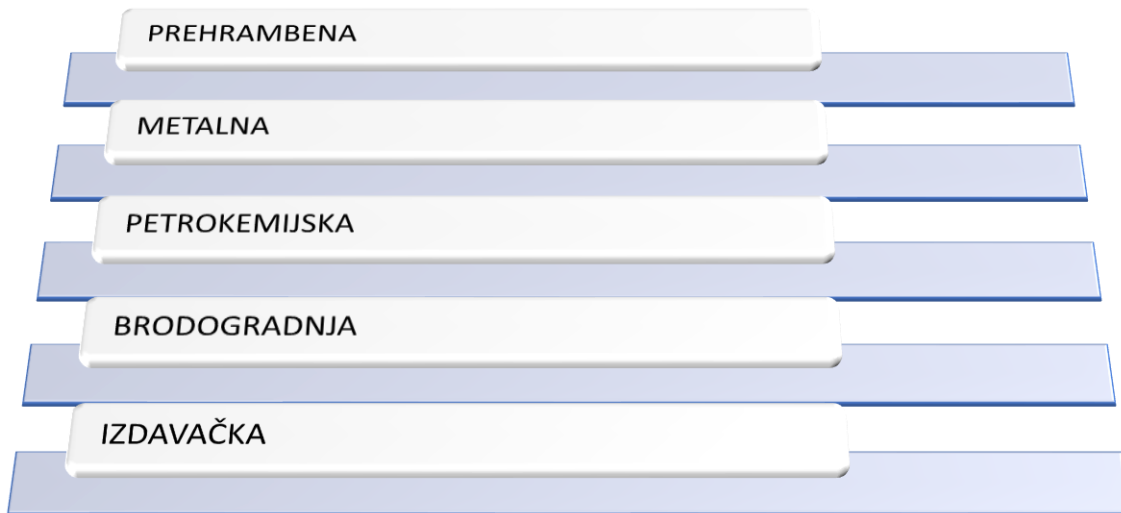 PREHRAMBENA
METALNA
PETROKEMIJSKA
BRODOGRADNJA
IZDAVAČKA